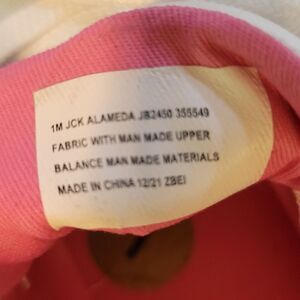 1M JCK ALAMEDA JB2450 355549
FABRIC WITH MAN MADE UPPER
BALANCE MAN MADE MATERIALS
MADE IN CHINA 12/21 ZBEI